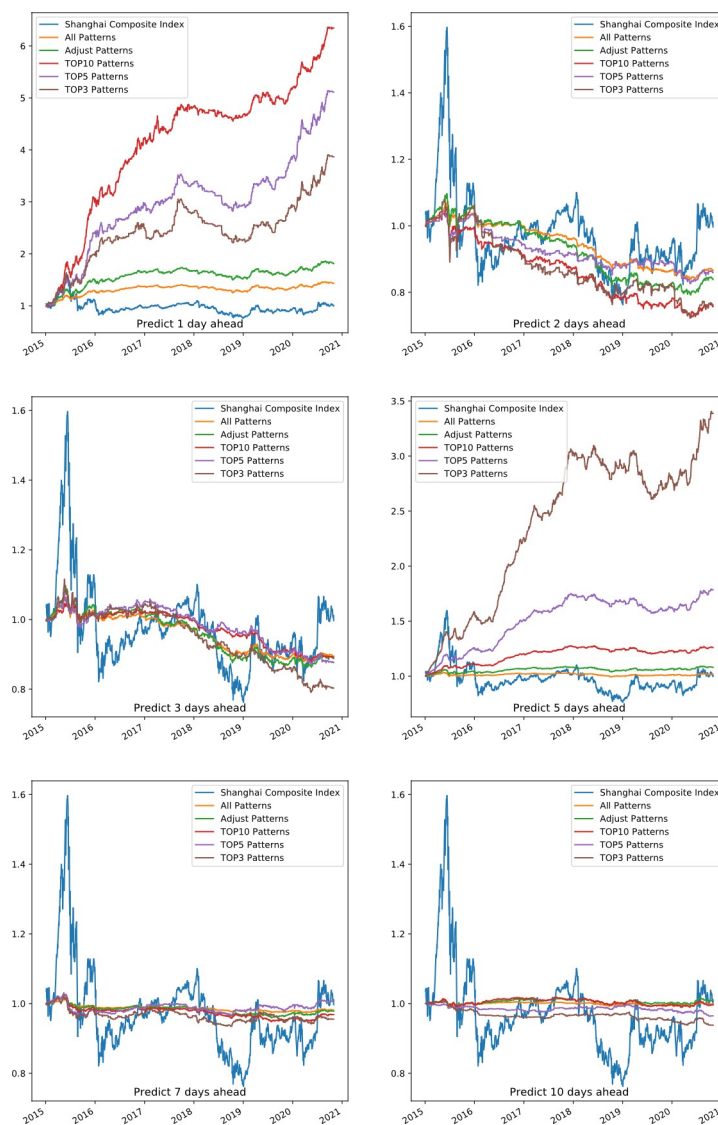 Shanghai Composite Index
All Patterns
Adjust Patterns
TOP10 Patterns
TOP5 Patterns
TOP3 Patterns
6
5
4
3
2
1
Predict 1 day ahead
2015 2016 2017 2018 2019 2020 2021
Shanghai Composite Index
All Patterns
Adjust Patterns
TOP10 Patterns
TOP5 Patterns
TOP3 Patterns
1.6
1.4
1.2
1.0
0.8
Predict 2 days ahead
2015 2016 2017 2018 2019 2020 2021
Shanghai Composite Index
All Patterns
Adjust Patterns
TOP10 Patterns
TOP5 Patterns
TOP3 Patterns
1.6
1.4
1.2
1.0
0.8
Predict 3 days ahead
2015 2016 2017 2018 2019 2020 2021
Shanghai Composite Index
All Patterns
Adjust Patterns
TOP10 Patterns
TOP5 Patterns
TOP3 Patterns
3.5
3.0
2.5
2.0
1.5
1.0
Predict 5 days ahead
2015 2016 2017 2018 2019 2020 2021
Shanghai Composite Index
All Patterns
Adjust Patterns
TOP10 Patterns
TOP5 Patterns
TOP3 Patterns
1.6
1.4
1.2
1.0
0.8
Predict 7 days ahead
2015 2016 2017 2018 2019 2020 2021
Shanghai Composite Index
All Patterns
Adjust Patterns
TOP10 Patterns
TOP5 Patterns
TOP3 Patterns
1.6
1.4
1.2
1.0
0.8
Predict 10 days ahead
2015 2016 2017 2018 2019 2020 2021